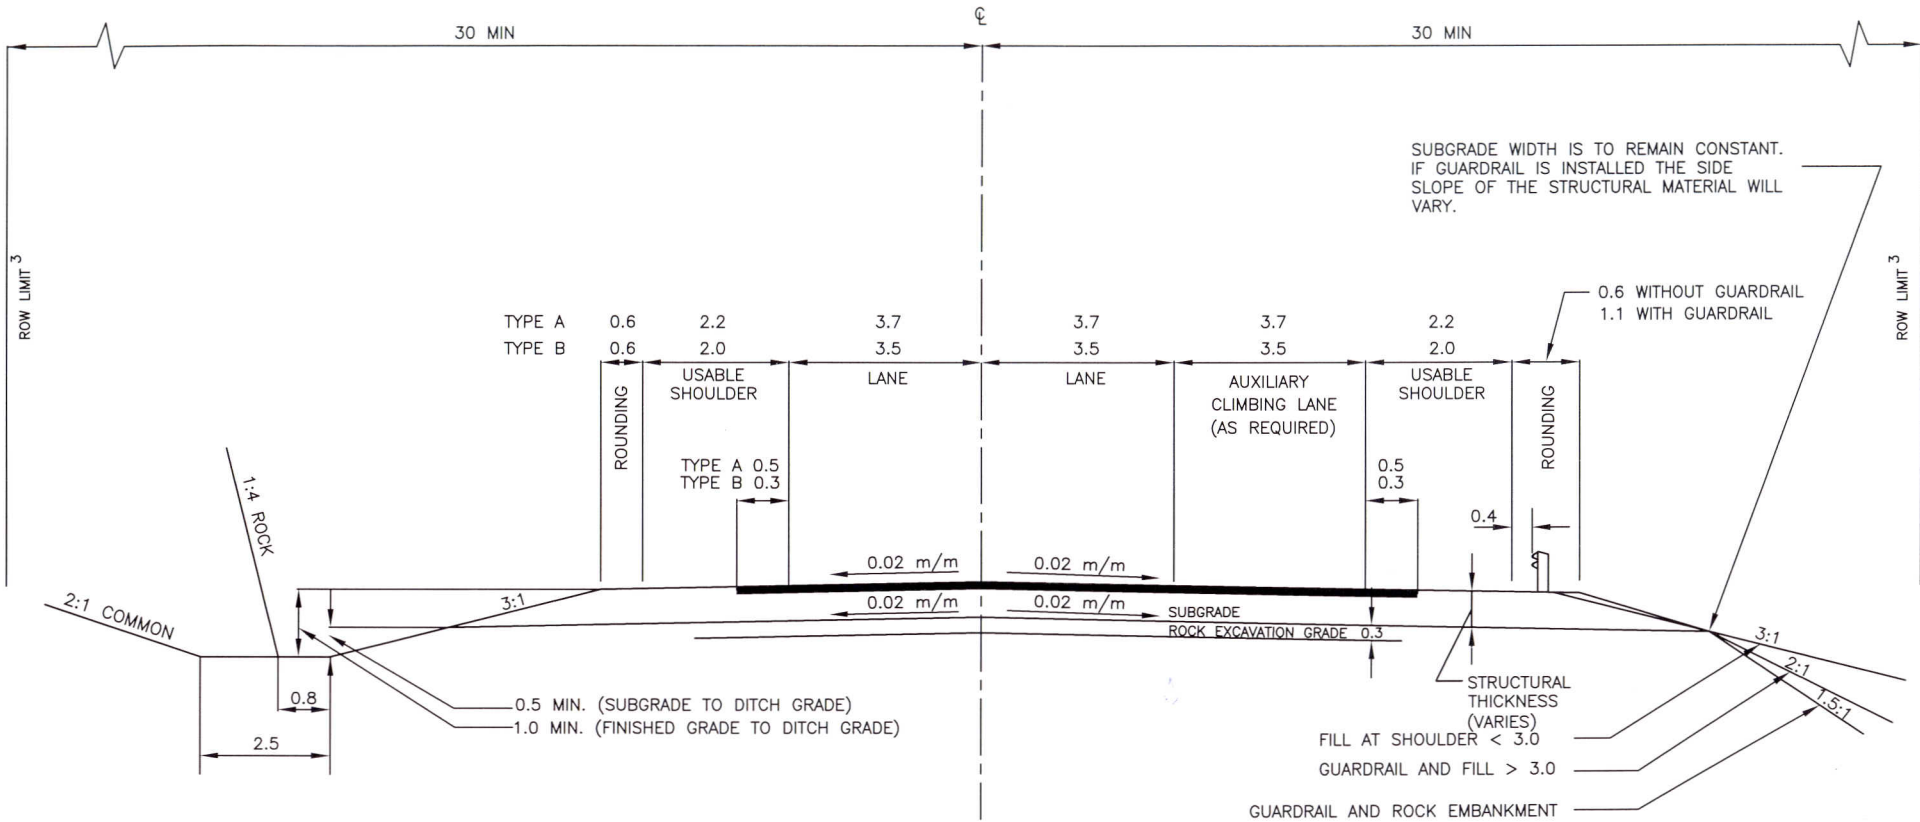 ℄
30 MIN
30 MIN
SUBGRADE WIDTH IS TO REMAIN CONSTANT.
IF GUARDRAIL IS INSTALLED THE SIDE
SLOPE OF THE STRUCTURAL MATERIAL WILL
VARY.
ROW LIMIT 3
ROW LIMIT 3
0.6 WITHOUT GUARDRAIL
1.1 WITH GUARDRAIL
TYPE A 0.6 2.2 3.7 3.7 3.7 2.2
TYPE B 0.6 2.0 3.5 3.5 3.5 2.0
ROUNDING
USABLE
SHOULDER
LANE
LANE
AUXILIARY
CLIMBING LANE
(AS REQUIRED)
USABLE
SHOULDER
ROUNDING
TYPE A 0.5
TYPE B 0.3
0.5
0.3
0.4
1:4 ROCK
2:1 COMMON
3:1
0.02 m/m
0.02 m/m
0.02 m/m
0.02 m/m
SUBGRADE
ROCK EXCAVATION GRADE 0.3
3:1
2:1
1.5:1
0.8
2.5
0.5 MIN. (SUBGRADE TO DITCH GRADE)
1.0 MIN. (FINISHED GRADE TO DITCH GRADE)
STRUCTURAL
THICKNESS
(VARIES)
FILL AT SHOULDER < 3.0
GUARDRAIL AND FILL > 3.0
GUARDRAIL AND ROCK EMBANKMENT